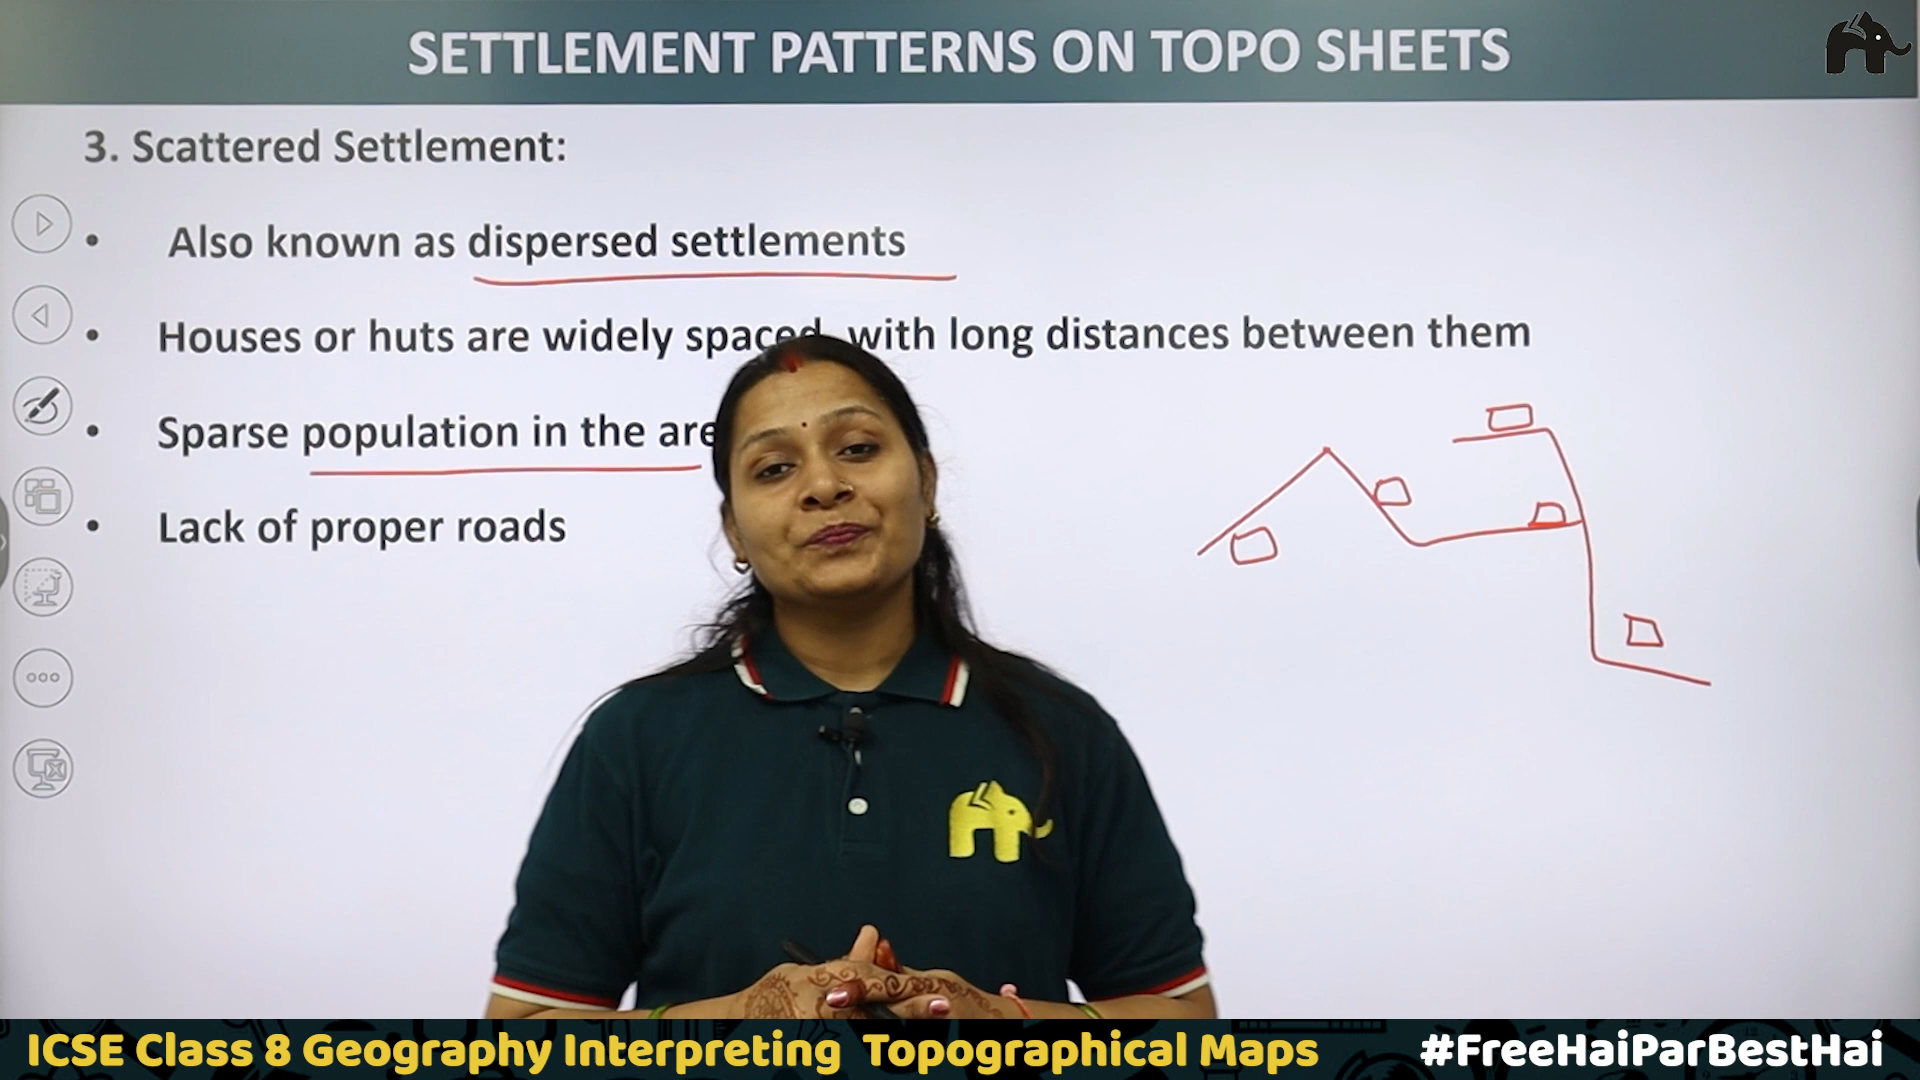 SETTLEMENT PATTERNS ON TOPO SHEETS
3. Scattered Settlement:
• Also known as dispersed settlements
• Houses or huts are widely spaced, with long distances between them
• Sparse population in the are
• Lack of proper roads
ICSE Class 8 Geography Interpreting Topographical Maps
#FreeHaiParBestHai